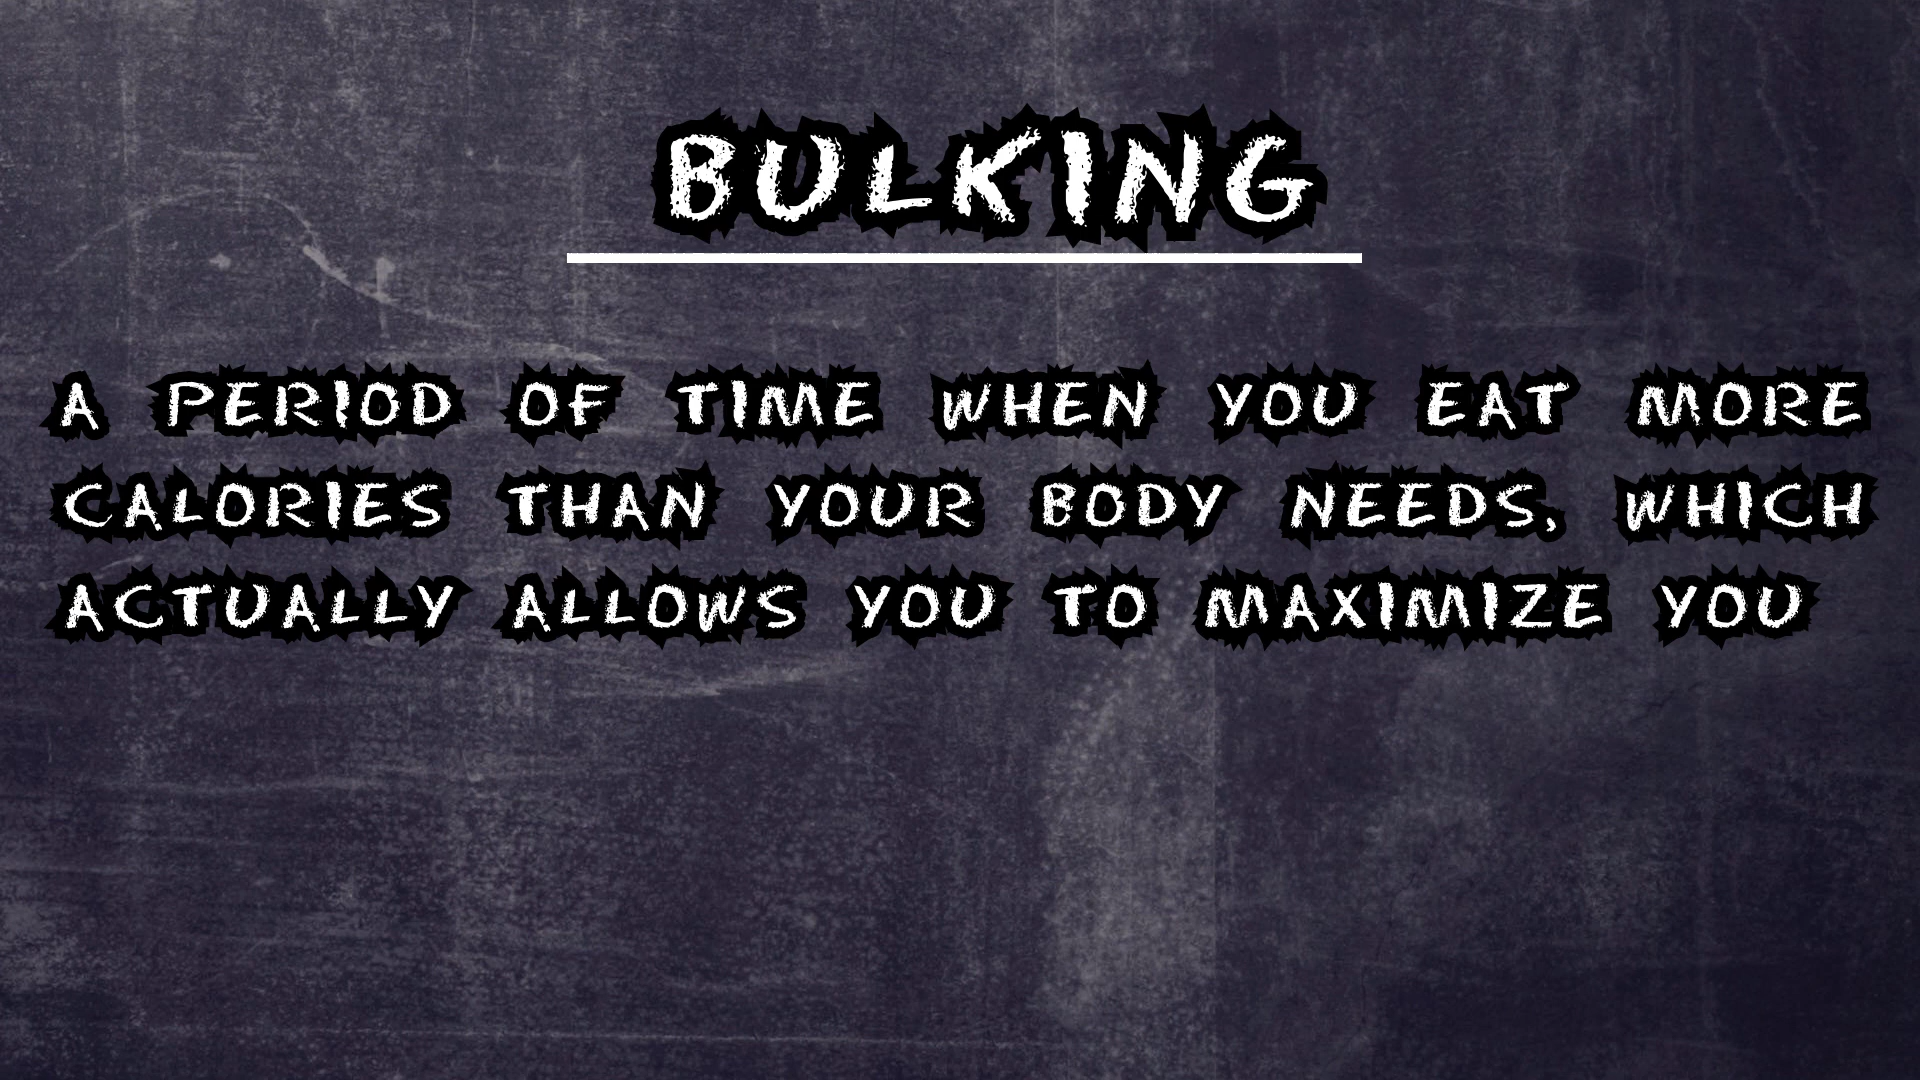 BULKING
A PERIOD OF TIME WHEN YOU EAT MORE
CALORIES THAN YOUR BODY NEEDS, WHICH
ACTUALLY ALLOWS YOU TO MAXIMIZE YOU